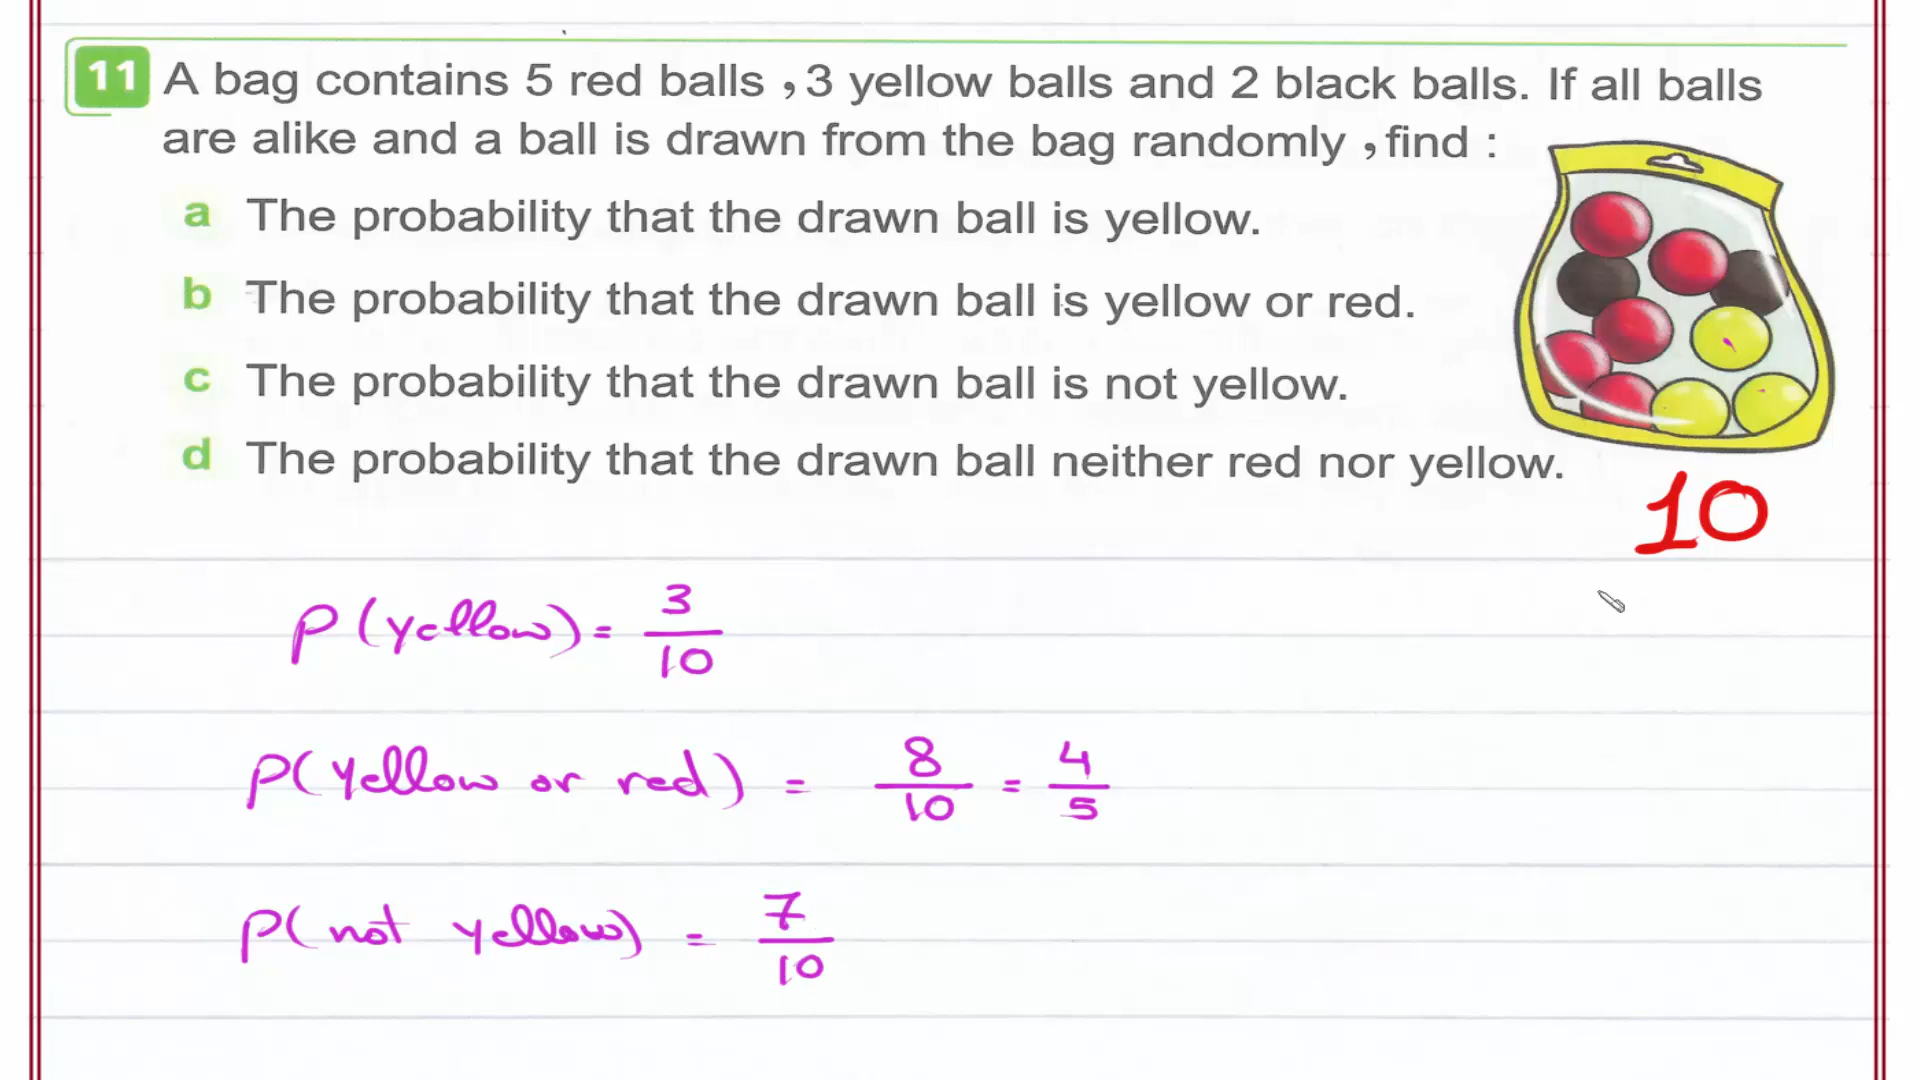 11 A bag contains 5 red balls , 3 yellow balls and 2 black balls. If all balls
are alike and a ball is drawn from the bag randomly , find :
a The probability that the drawn ball is yellow.
b The probability that the drawn ball is yellow or red.
c The probability that the drawn ball is not yellow.
d The probability that the drawn ball neither red nor yellow.
10
P(yellow) = 3/10
P(yellow or red) = 8/10 = 4/5
P(not yellow) = 7/10